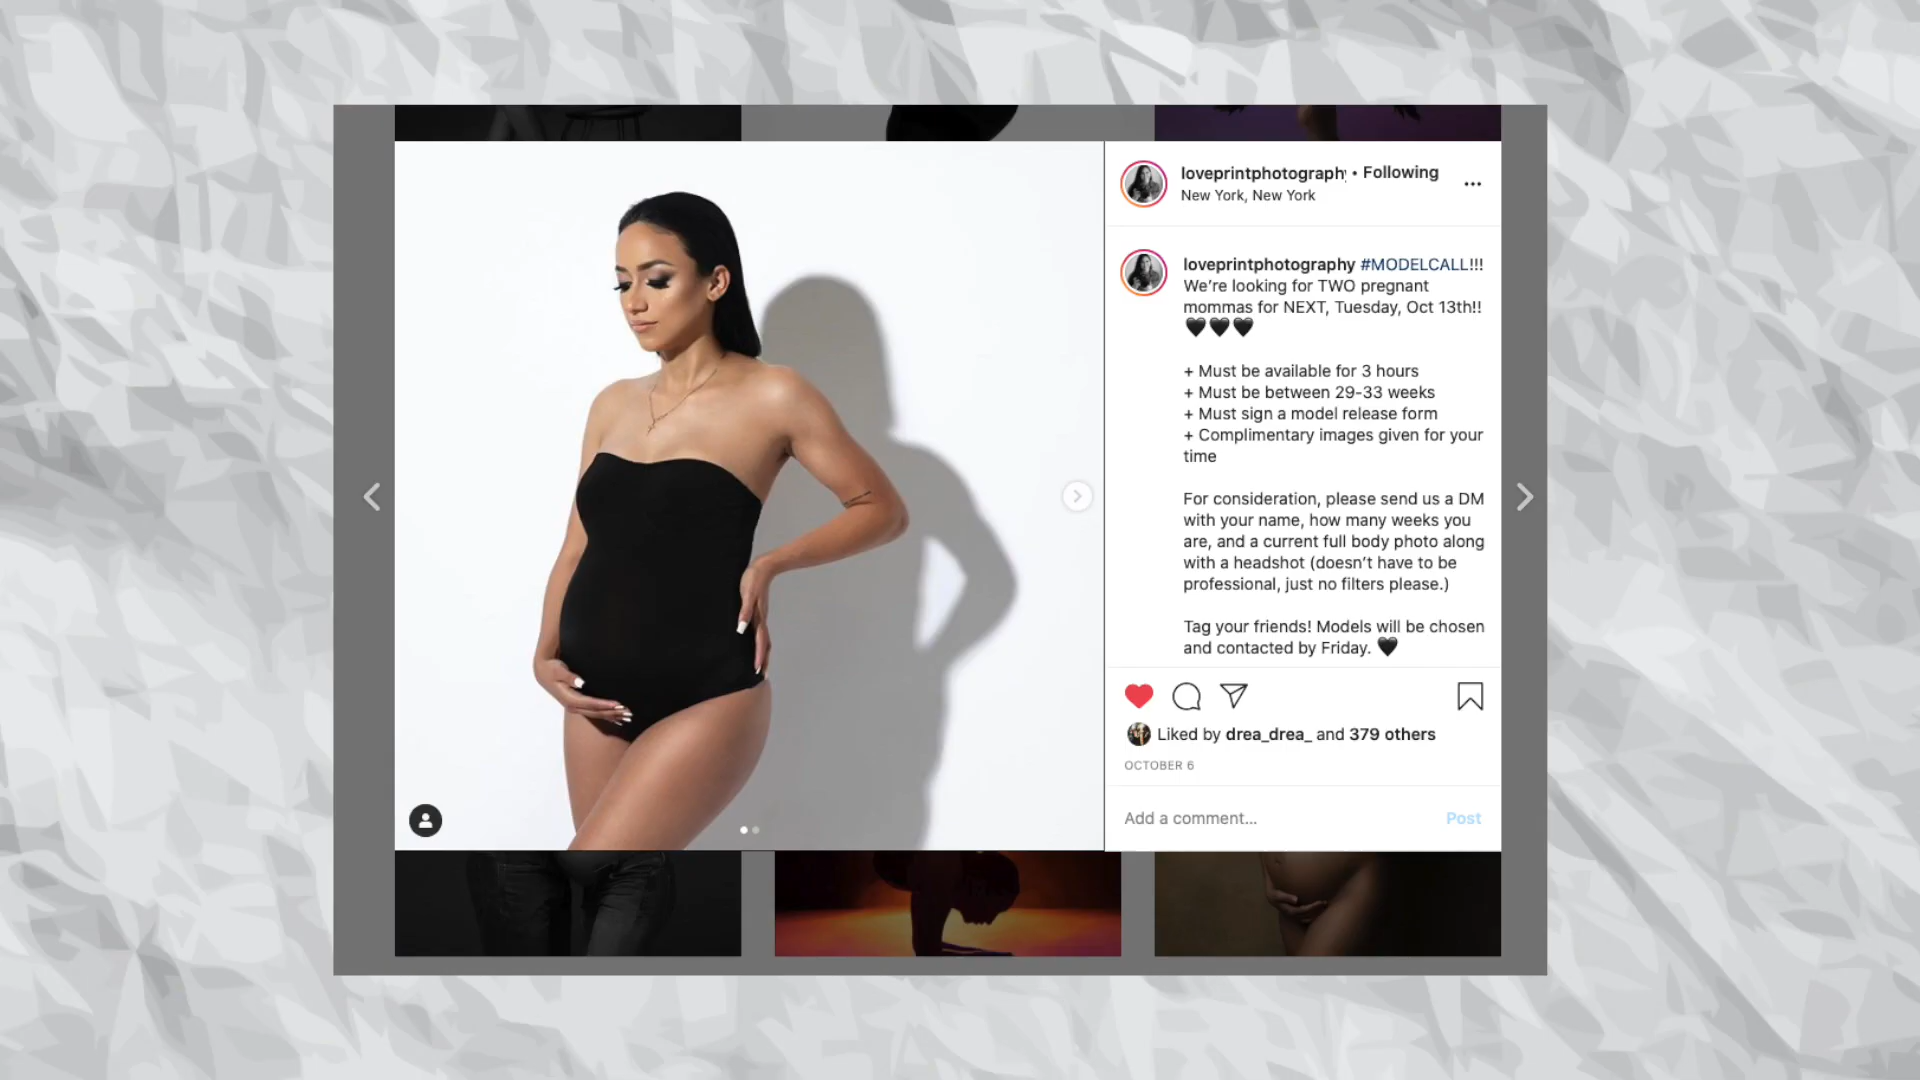 loveprintphotography • Following
New York, New York
loveprintphotography #MODELCALL!!!
We're looking for TWO pregnant
mommas for NEXT, Tuesday, Oct 13th!!
🖤🖤🖤
+ Must be available for 3 hours
+ Must be between 29-33 weeks
+ Must sign a model release form
+ Complimentary images given for your
time
For consideration, please send us a DM
with your name, how many weeks you
are, and a current full body photo along
with a headshot (doesn't have to be
professional, just no filters please.)
Tag your friends! Models will be chosen
and contacted by Friday. 🖤
Liked by drea_drea_ and 379 others
OCTOBER 6
Add a comment...
Post